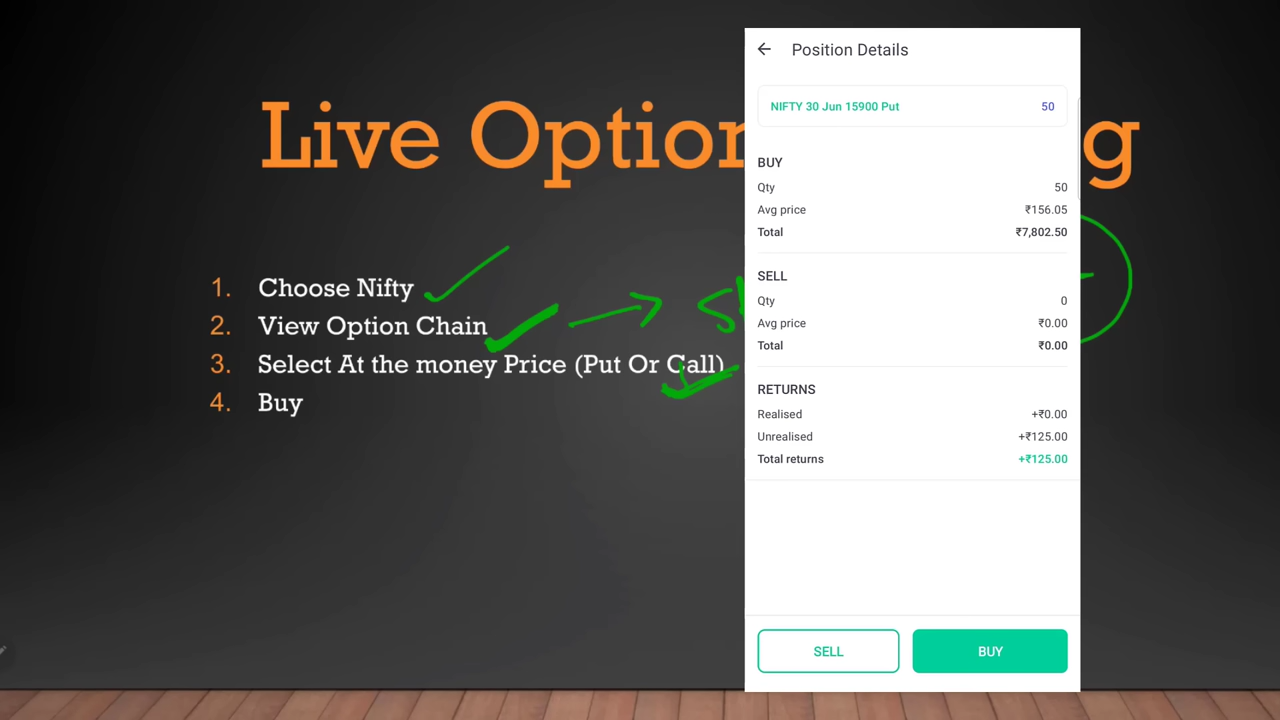 Live Option
g
1. Choose Nifty
2. View Option Chain
3. Select At the money Price (Put Or Call)
4. Buy
Position Details
NIFTY 30 Jun 15900 Put 50
BUY
Qty 50
Avg price ₹156.05
Total ₹7,802.50
SELL
Qty 0
Avg price ₹0.00
Total ₹0.00
RETURNS
Realised +₹0.00
Unrealised +₹125.00
Total returns +₹125.00
SELL BUY